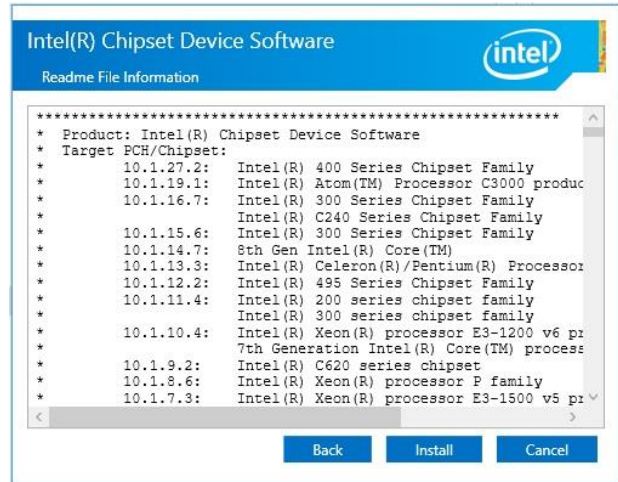 Intel(R) Chipset Device Software
intel
Readme File Information
************************************************************
* Product: Intel(R) Chipset Device Software
* Target PCH/Chipset:
* 10.1.27.2: Intel(R) 400 Series Chipset Family
* 10.1.19.1: Intel(R) Atom(TM) Processor C3000 produc
* 10.1.16.7: Intel(R) 300 Series Chipset Family
* Intel(R) C240 Series Chipset Family
* 10.1.15.6: Intel(R) 300 Series Chipset Family
* 10.1.14.7: 8th Gen Intel(R) Core(TM)
* 10.1.13.3: Intel(R) Celeron(R)/Pentium(R) Processor
* 10.1.12.2: Intel(R) 495 Series Chipset Family
* 10.1.11.4: Intel(R) 200 series chipset family
* Intel(R) 300 series chipset family
* 10.1.10.4: Intel(R) Xeon(R) processor E3-1200 v6 pr
* 7th Generation Intel(R) Core(TM) process
* 10.1.9.2: Intel(R) C620 series chipset
* 10.1.8.6: Intel(R) Xeon(R) processor P family
* 10.1.7.3: Intel(R) Xeon(R) processor E3-1500 v5 pr
Back Install Cancel